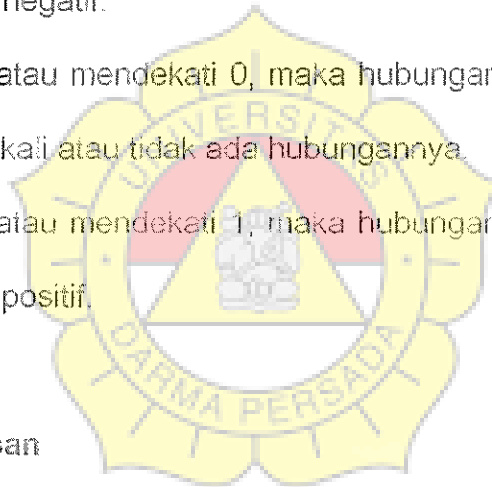 negatif.
atau mendekati 0, maka hubungan
kali atau tidak ada hubungannya.
atau mendekati 1, maka hubungan
positif.
UNIVERSITAS
DARMA PERSADA
san